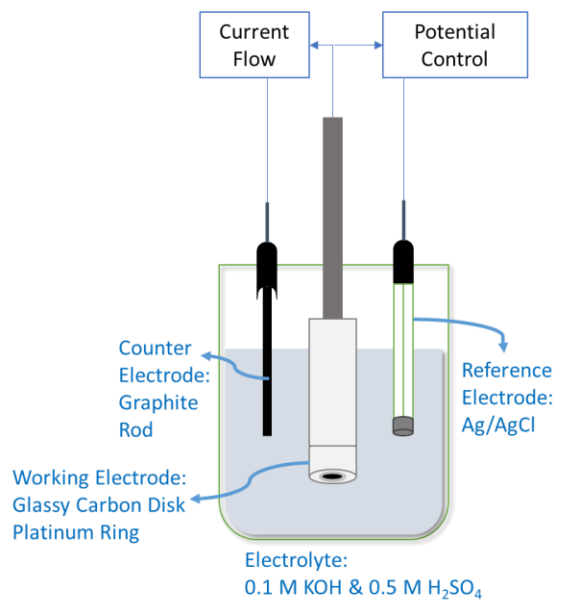 Current
Flow
Potential
Control
Counter
Electrode:
Graphite
Rod
Reference
Electrode:
Ag/AgCl
Working Electrode:
Glassy Carbon Disk
Platinum Ring
Electrolyte:
0.1 M KOH & 0.5 M H₂SO₄